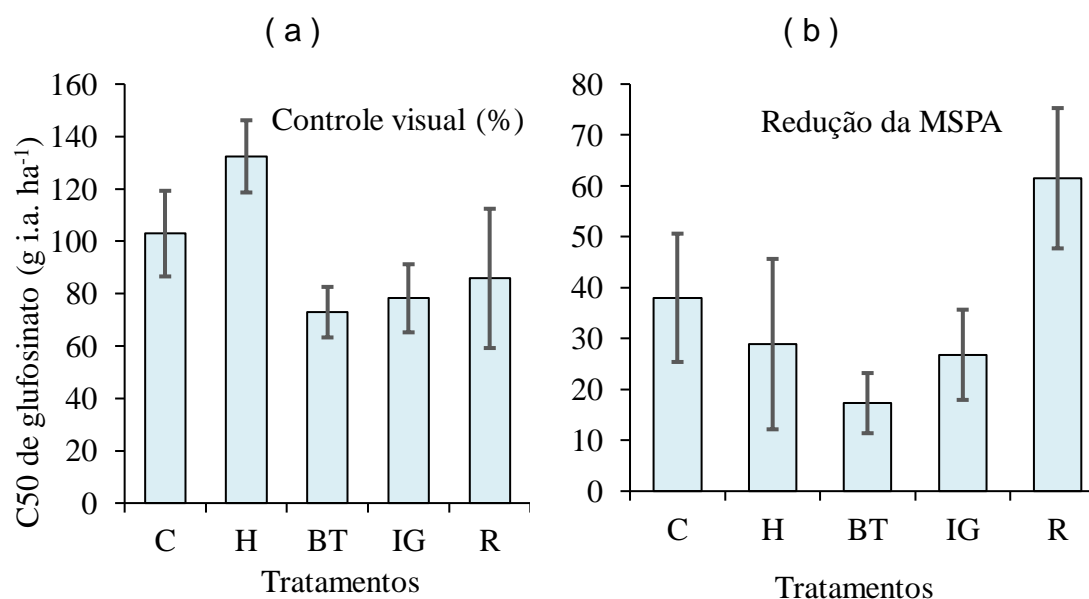 ( a )
C50 de glufosinato (g i.a. ha⁻¹)
160
140
120
100
80
60
40
20
0
Controle visual (%)
C H BT IG R
Tratamentos
( b )
80
70
60
50
40
30
20
10
0
Redução da MSPA
C H BT IG R
Tratamentos